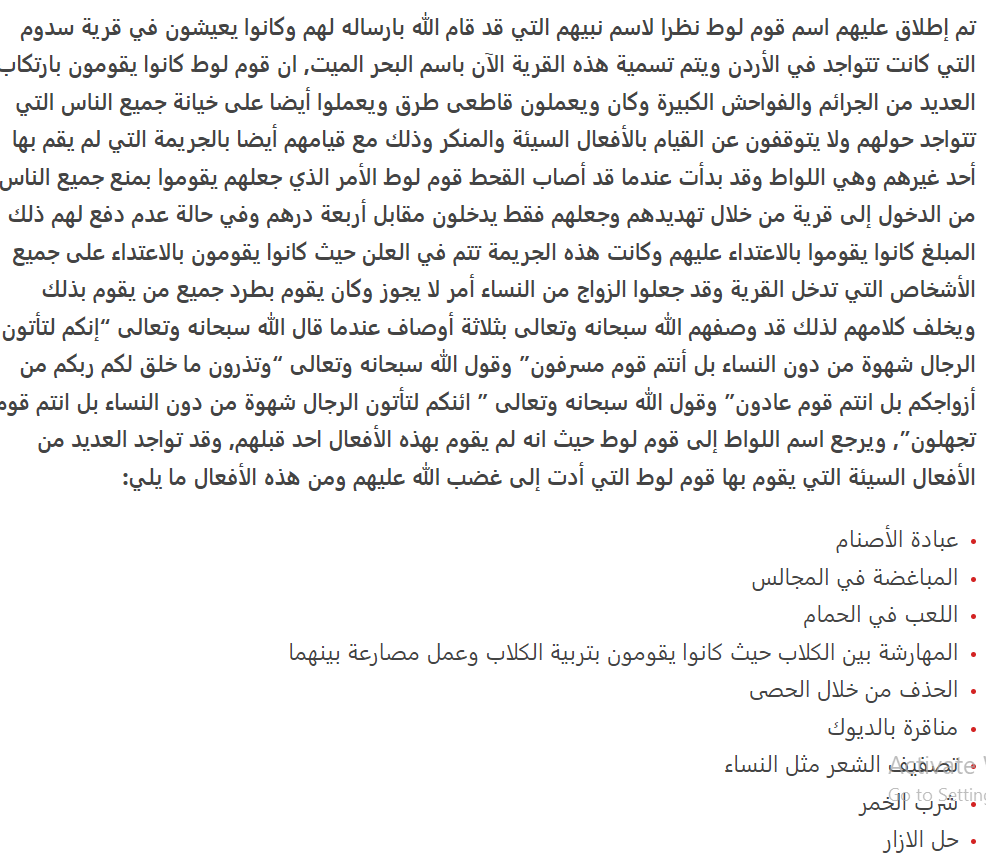 تم إطلاق عليهم اسم قوم لوط نظرا لاسم نبيهم التي قد قام الله بارساله لهم وكانوا يعيشون في قرية سدوم
التي كانت تتواجد في الأردن ويتم تسمية هذه القرية الآن باسم البحر الميت, ان قوم لوط كانوا يقومون بارتكاب
العديد من الجرائم والفواحش الكبيرة وكان ويعملون قاطعى طرق ويعملوا أيضا على خيانة جميع الناس التي
تتواجد حولهم ولا يتوقفون عن القيام بالأفعال السيئة والمنكر وذلك مع قيامهم أيضا بالجريمة التي لم يقم بها
أحد غيرهم وهي اللواط وقد بدأت عندما قد أصاب القحط قوم لوط الأمر الذي جعلهم يقوموا بمنع جميع الناس
من الدخول إلى قرية من خلال تهديدهم وجعلهم فقط يدخلون مقابل أربعة درهم وفي حالة عدم دفع لهم ذلك
المبلغ كانوا يقوموا بالاعتداء عليهم وكانت هذه الجريمة تتم في العلن حيث كانوا يقومون بالاعتداء على جميع
الأشخاص التي تدخل القرية وقد جعلوا الزواج من النساء أمر لا يجوز وكان يقوم بطرد جميع من يقوم بذلك
ويخلف كلامهم لذلك قد وصفهم الله سبحانه وتعالى بثلاثة أوصاف عندما قال الله سبحانه وتعالى “إنكم لتأتون
الرجال شهوة من دون النساء بل أنتم قوم مسرفون” وقول الله سبحانه وتعالى “وتذرون ما خلق لكم ربكم من
أزواجكم بل انتم قوم عادون” وقول الله سبحانه وتعالى ” ائنكم لتأتون الرجال شهوة من دون النساء بل انتم قوم
تجهلون”, ويرجع اسم اللواط إلى قوم لوط حيث انه لم يقوم بهذه الأفعال احد قبلهم, وقد تواجد العديد من
الأفعال السيئة التي يقوم بها قوم لوط التي أدت إلى غضب الله عليهم ومن هذه الأفعال ما يلي:
• عبادة الأصنام
• المباغضة في المجالس
• اللعب في الحمام
• المهارشة بين الكلاب حيث كانوا يقومون بتربية الكلاب وعمل مصارعة بينهما
• الحذف من خلال الحصى
• مناقرة بالديوك
• تصفيف الشعر مثل النساء
Activate
• شرب الخمر
Go to Setting
• حل الازار